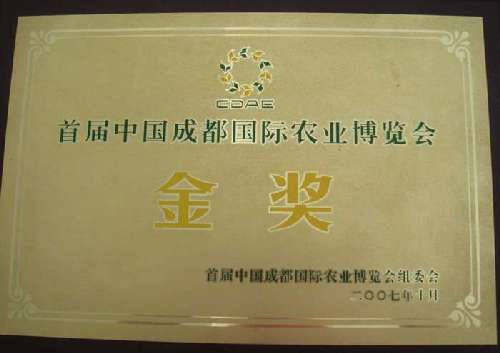 CDAE
首届中国成都国际农业博览会
金奖
首届中国成都国际农业博览会组委会
二〇〇七年十月